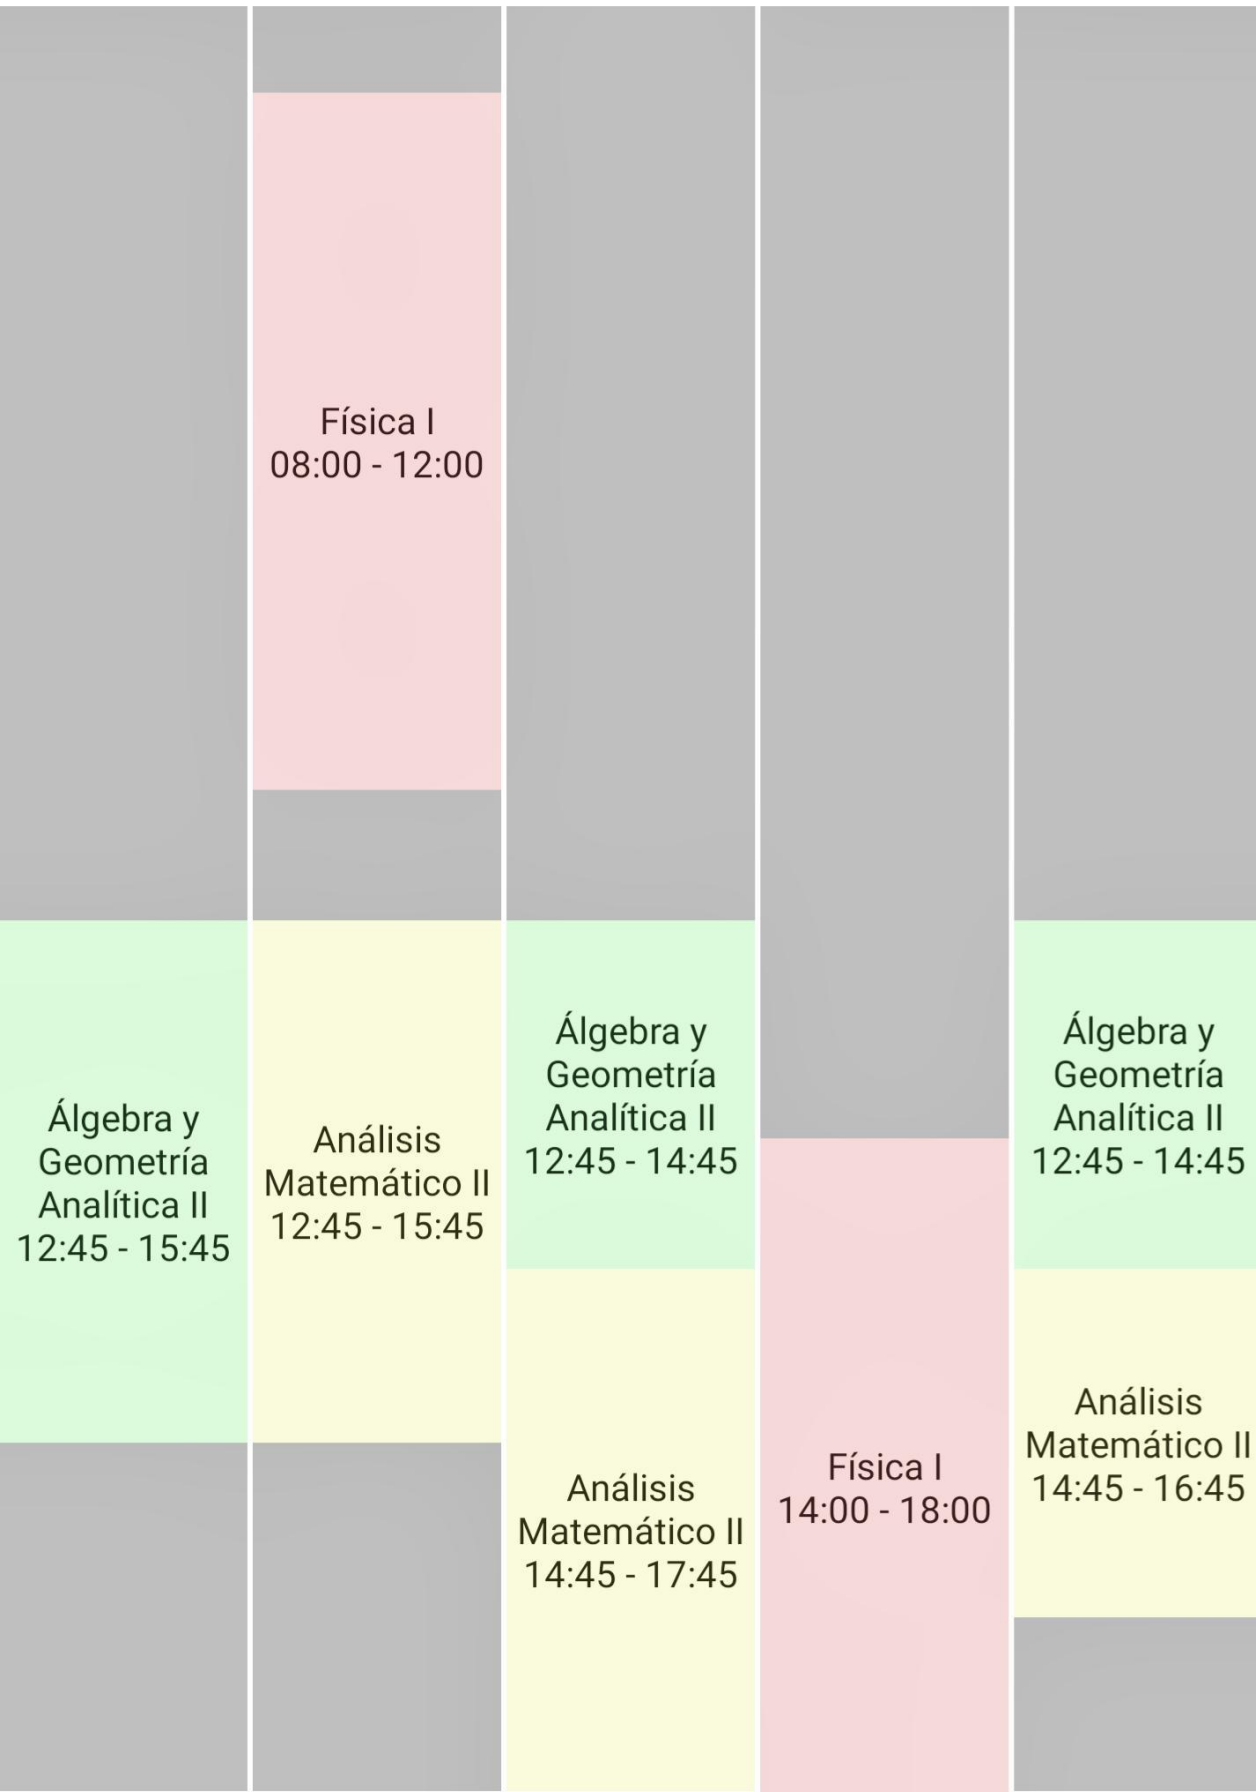 Álgebra y
Geometría
Analítica II
12:45 - 15:45
Física I
08:00 - 12:00
Análisis
Matemático II
12:45 - 15:45
Álgebra y
Geometría
Analítica II
12:45 - 14:45
Análisis
Matemático II
14:45 - 17:45
Física I
14:00 - 18:00
Álgebra y
Geometría
Analítica II
12:45 - 14:45
Análisis
Matemático II
14:45 - 16:45